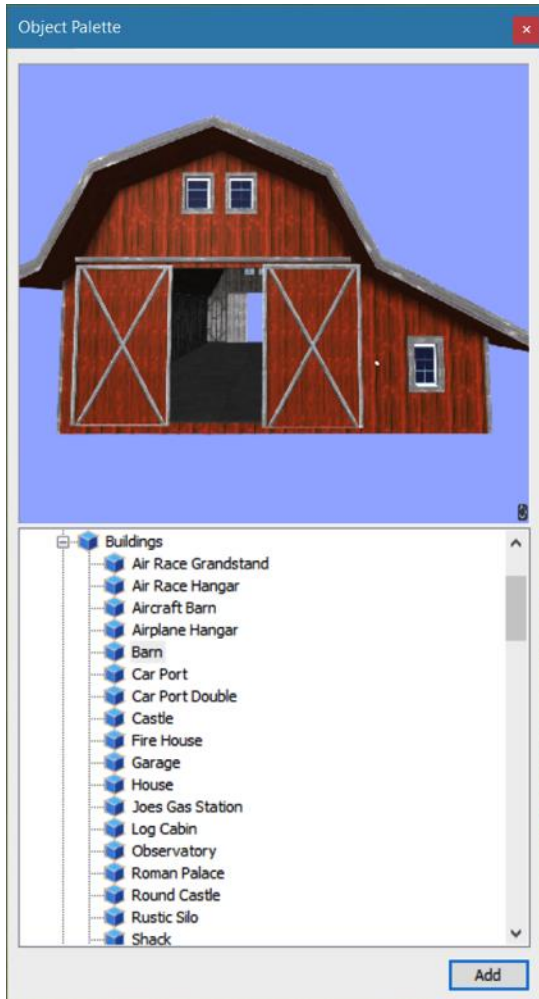 Object Palette
Buildings
Air Race Grandstand
Air Race Hangar
Aircraft Barn
Airplane Hangar
Barn
Car Port
Car Port Double
Castle
Fire House
Garage
House
Joes Gas Station
Log Cabin
Observatory
Roman Palace
Round Castle
Rustic Silo
Shack
Add